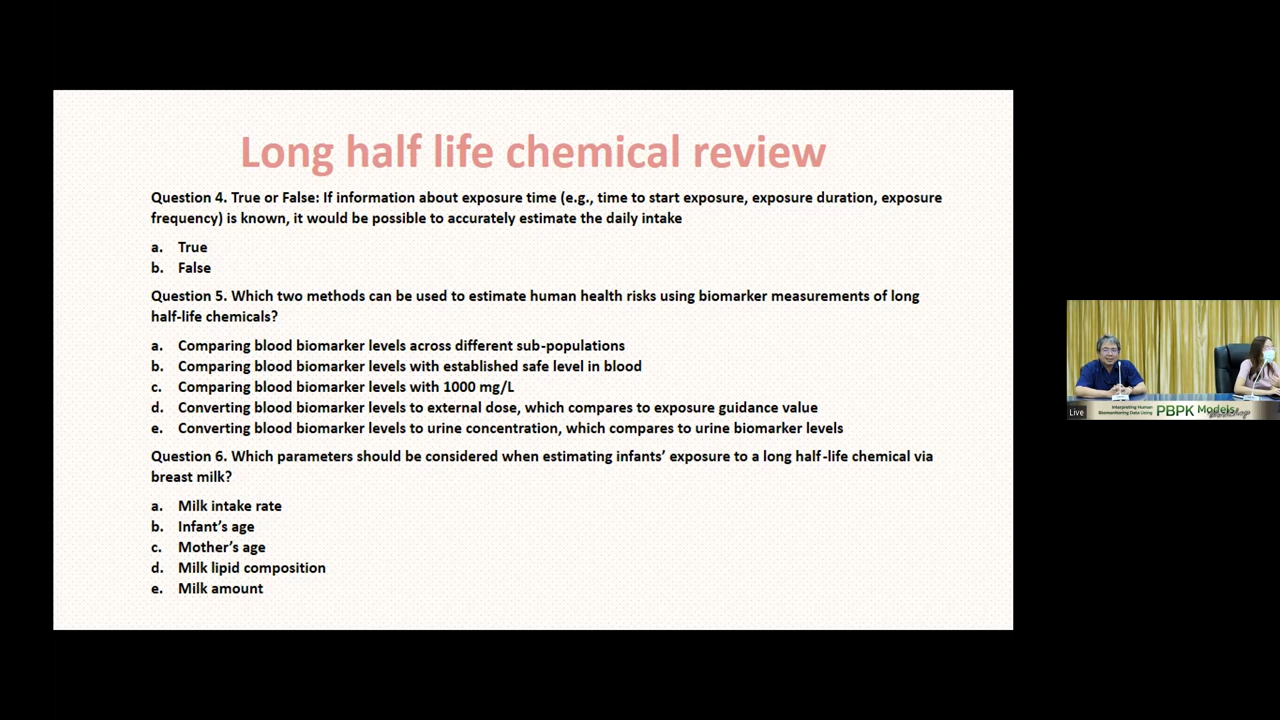 Long half life chemical review
Question 4. True or False: If information about exposure time (e.g., time to start exposure, exposure duration, exposure
frequency) is known, it would be possible to accurately estimate the daily intake
a. True
b. False
Question 5. Which two methods can be used to estimate human health risks using biomarker measurements of long
half-life chemicals?
a. Comparing blood biomarker levels across different sub-populations
b. Comparing blood biomarker levels with established safe level in blood
c. Comparing blood biomarker levels with 1000 mg/L
d. Converting blood biomarker levels to external dose, which compares to exposure guidance value
e. Converting blood biomarker levels to urine concentration, which compares to urine biomarker levels
Question 6. Which parameters should be considered when estimating infants’ exposure to a long half-life chemical via
breast milk?
a. Milk intake rate
b. Infant’s age
c. Mother’s age
d. Milk lipid composition
e. Milk amount
Live
Interpreting Human
Biomonitoring Data Using
PBPK Models